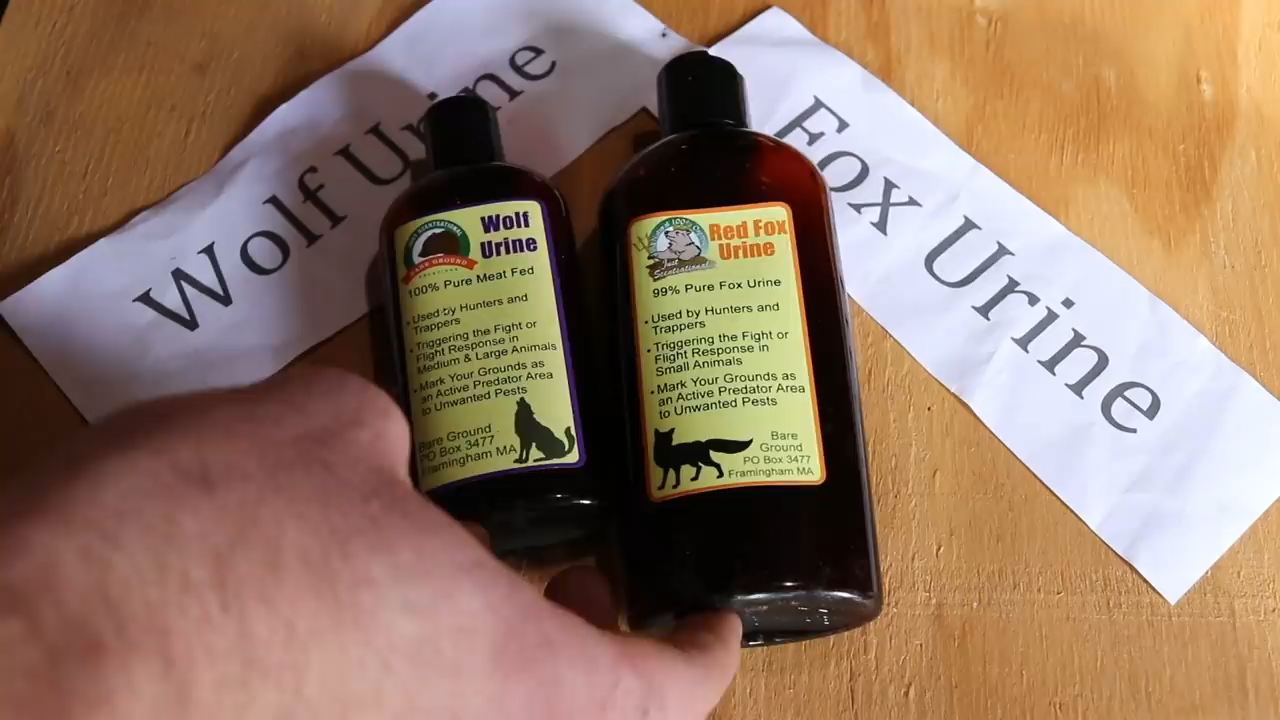 Wolf Urine
Fox Urine
Wolf
Urine
BARE GROUND
100% Pure Meat Fed
• Used by Hunters and
Trappers
• Triggering the Fight or
Flight Response in
Medium & Large Animals
• Mark Your Grounds as
an Active Predator Area
to Unwanted Pests
Bare Ground
PO Box 3477
Framingham MA
Red Fox
Urine
Just
Scentsational
99% Pure Fox Urine
• Used by Hunters and
Trappers
• Triggering the Fight or
Flight Response in
Small Animals
• Mark Your Grounds as
an Active Predator Area
to Unwanted Pests
Bare
Ground
PO Box 3477
Framingham MA